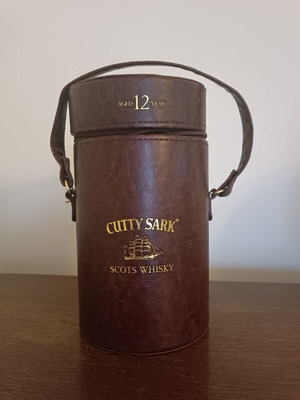 AGED 12 YEARS
CUTTY SARK®
SCOTS WHISKY